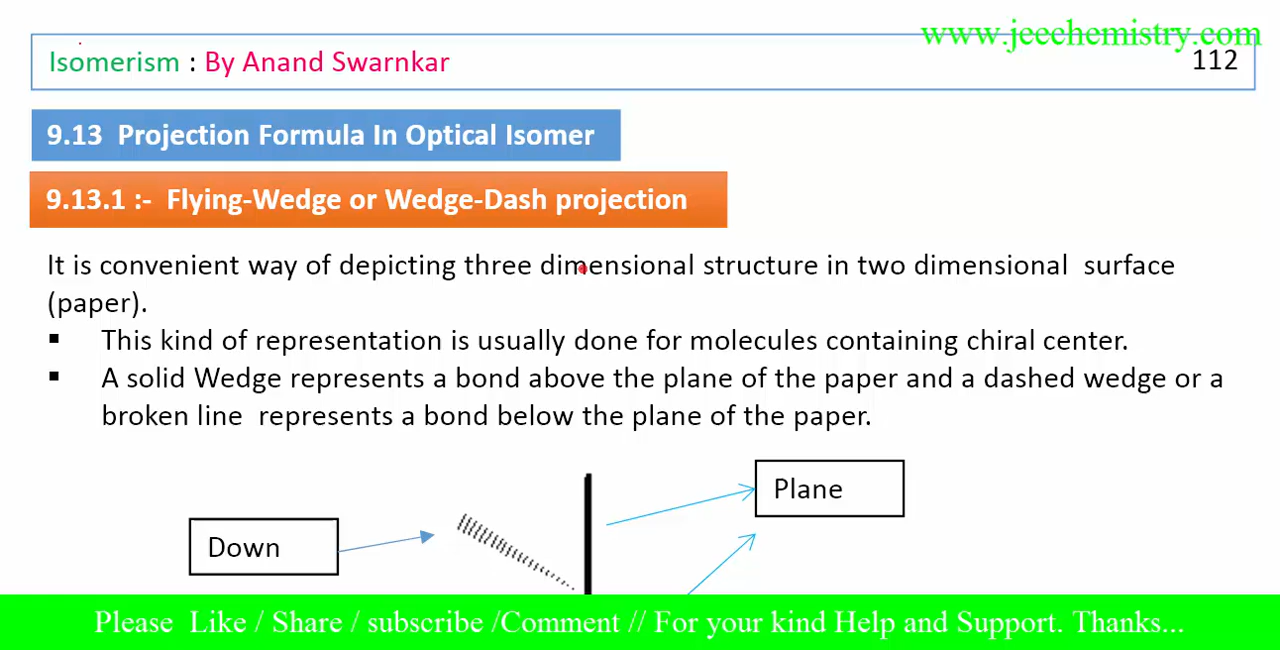 www.jeechemistry.com
Isomerism : By Anand Swarnkar
112
9.13 Projection Formula In Optical Isomer
9.13.1 :- Flying-Wedge or Wedge-Dash projection
It is convenient way of depicting three dimensional structure in two dimensional surface
(paper).
▪ This kind of representation is usually done for molecules containing chiral center.
▪ A solid Wedge represents a bond above the plane of the paper and a dashed wedge or a
broken line represents a bond below the plane of the paper.
Plane
Down
Please Like / Share / subscribe /Comment // For your kind Help and Support. Thanks...